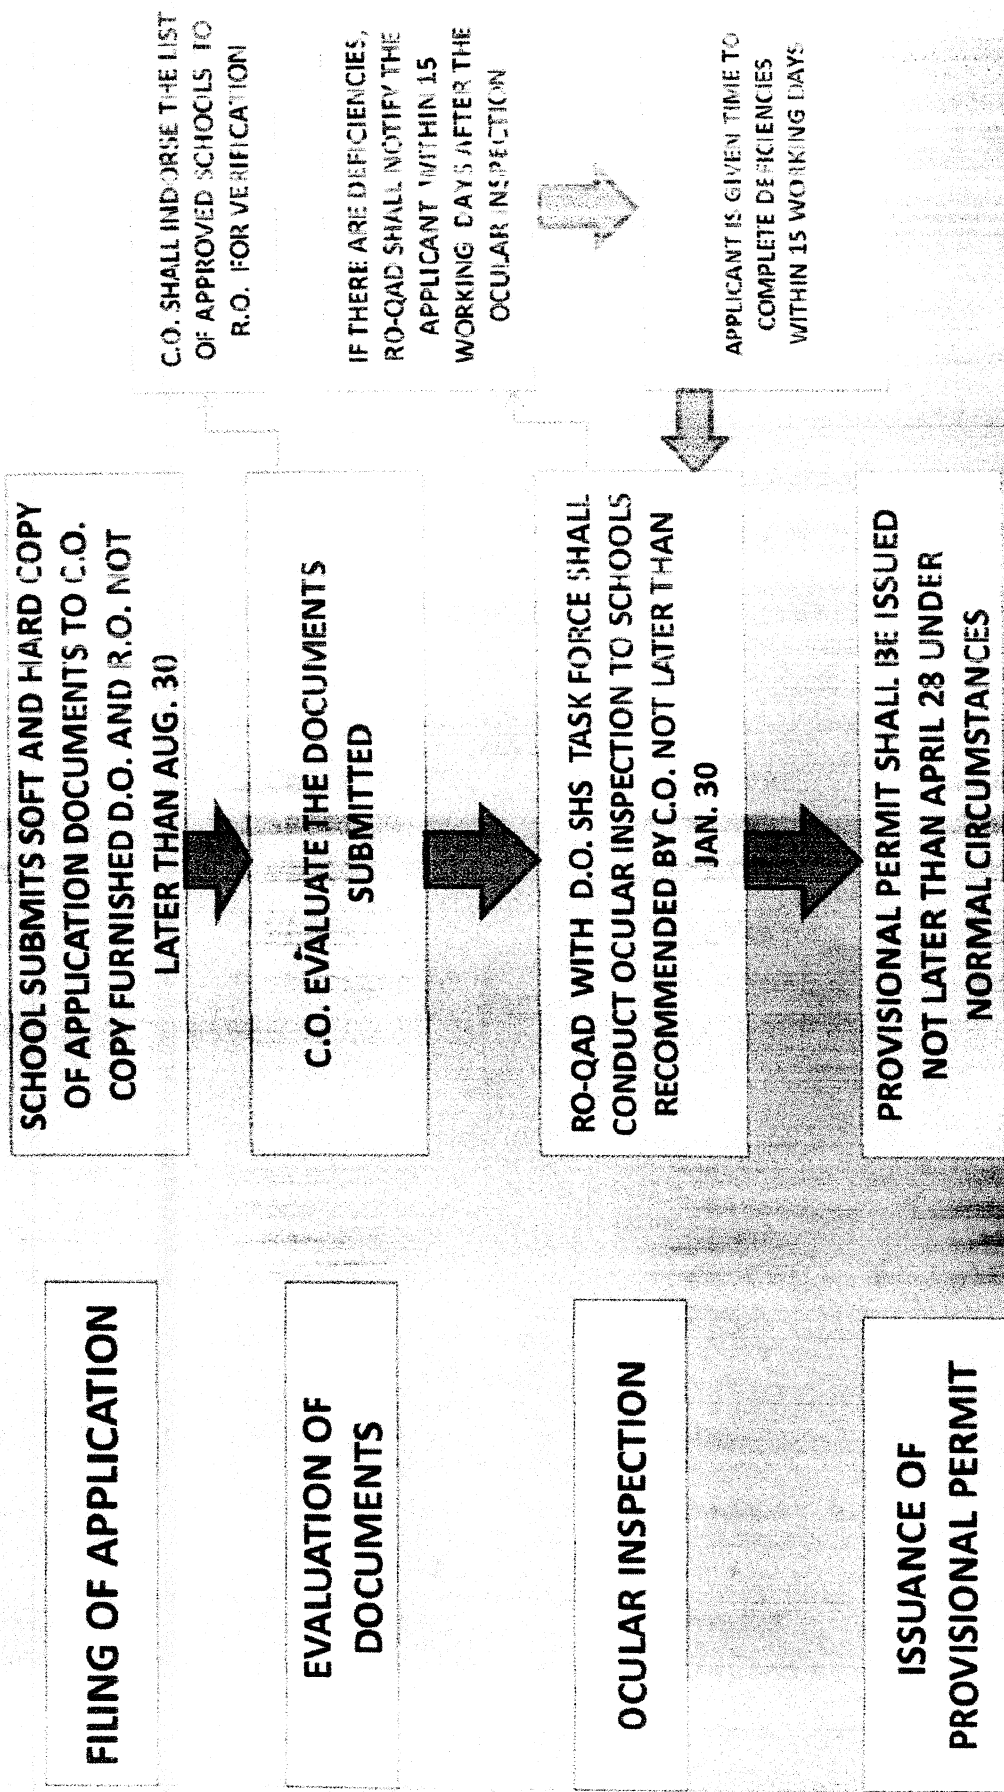 FILING OF APPLICATION
SCHOOL SUBMITS SOFT AND HARD COPY
OF APPLICATION DOCUMENTS TO C.O.
COPY FURNISHED D.O. AND R.O. NOT
LATER THAN AUG. 30
EVALUATION OF
DOCUMENTS
C.O. EVALUATE THE DOCUMENTS
SUBMITTED
C.O. SHALL INDORSE THE LIST
OF APPROVED SCHOOLS TO
R.O. FOR VERIFICATION
OCULAR INSPECTION
RO-QAD WITH D.O. SHS TASK FORCE SHALL
CONDUCT OCULAR INSPECTION TO SCHOOLS
RECOMMENDED BY C.O. NOT LATER THAN
JAN. 30
IF THERE ARE DEFICIENCIES,
RO-QAD SHALL NOTIFY THE
APPLICANT WITHIN 15
WORKING DAYS AFTER THE
OCULAR INSPECTION
APPLICANT IS GIVEN TIME TO
COMPLETE DEFICIENCIES
WITHIN 15 WORKING DAYS
ISSUANCE OF
PROVISIONAL PERMIT
PROVISIONAL PERMIT SHALL BE ISSUED
NOT LATER THAN APRIL 28 UNDER
NORMAL CIRCUMSTANCES